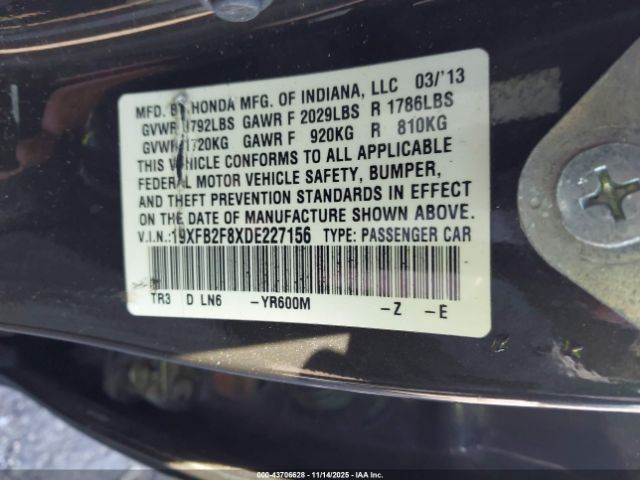 MFD. BY HONDA MFG. OF INDIANA, LLC 03/'13
GVWR 3792LBS GAWR F 2029LBS R 1786LBS
GVWR 1720KG GAWR F 920KG R 810KG
THIS VEHICLE CONFORMS TO ALL APPLICABLE
FEDERAL MOTOR VEHICLE SAFETY, BUMPER,
AND THEFT PREVENTION STANDARDS IN EFFECT
ON THE DATE OF MANUFACTURE SHOWN ABOVE.
V.I.N.:19XFB2F8XDE227156 TYPE: PASSENGER CAR
TR3 D LN6 -YR600M -Z -E
000-43706628 - 11/14/2025 - IAAI.com